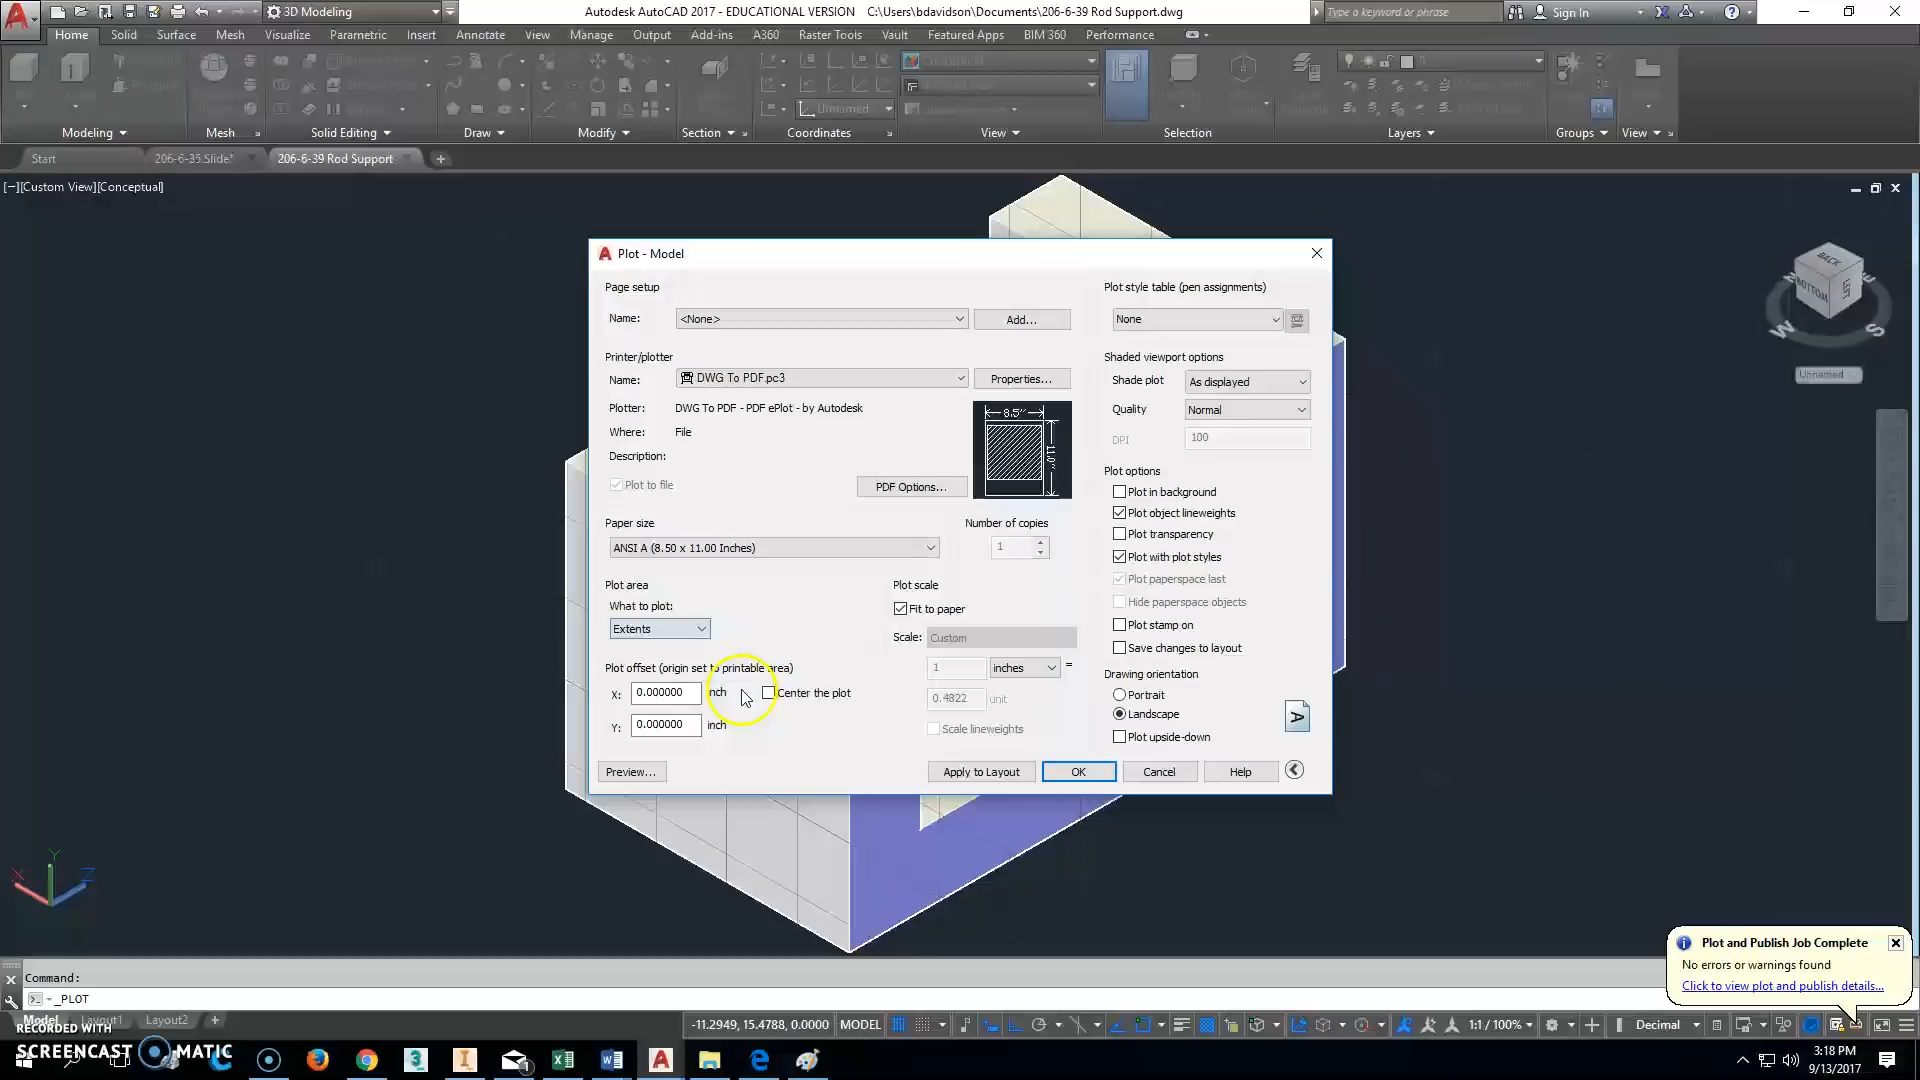 3D Modeling
Autodesk AutoCAD 2017 - EDUCATIONAL VERSION C:\Users\bdavidson\Documents\206-6-39 Rod Support.dwg
Type a keyword or phrase
Sign In
Home Solid Surface Mesh Visualize Parametric Insert Annotate View Manage Output Add-ins A360 Raster Tools Vault Featured Apps BIM 360 Performance
Conceptual
0
Unnamed
Modeling Mesh Solid Editing Draw Modify Section Coordinates View Selection Layers Groups View
Start 206-6-35 Slide* 206-6-39 Rod Support
[−][Custom View][Conceptual]
BACK
BOTTOM
W S
Unnamed
Plot - Model
Page setup
Name: <None> Add...
Printer/plotter
Name: DWG To PDF.pc3 Properties...
Plotter: DWG To PDF - PDF ePlot - by Autodesk
Where: File
Description:
Plot to file
PDF Options...
8.5"
11.0"
Paper size
ANSI A (8.50 x 11.00 Inches)
Number of copies
1
Plot area
What to plot:
Extents
Plot scale
Fit to paper
Scale: Custom
1 inches =
0.4822 unit
Scale lineweights
Plot offset (origin set to printable area)
X: 0.000000 inch Center the plot
Y: 0.000000 inch
Plot style table (pen assignments)
None
Shaded viewport options
Shade plot As displayed
Quality Normal
DPI 100
Plot options
Plot in background
Plot object lineweights
Plot transparency
Plot with plot styles
Plot paperspace last
Hide paperspace objects
Plot stamp on
Save changes to layout
Drawing orientation
Portrait
Landscape
Plot upside-down
A
Preview... Apply to Layout OK Cancel Help
X Y Z
Plot and Publish Job Complete
No errors or warnings found
Click to view plot and publish details...
Command:
_PLOT
Model Layout1 Layout2
-11.2949, 15.4788, 0.0000 MODEL 1:1 / 100% Decimal
RECORDED WITH
SCREENCAST MATIC
3:18 PM
9/13/2017